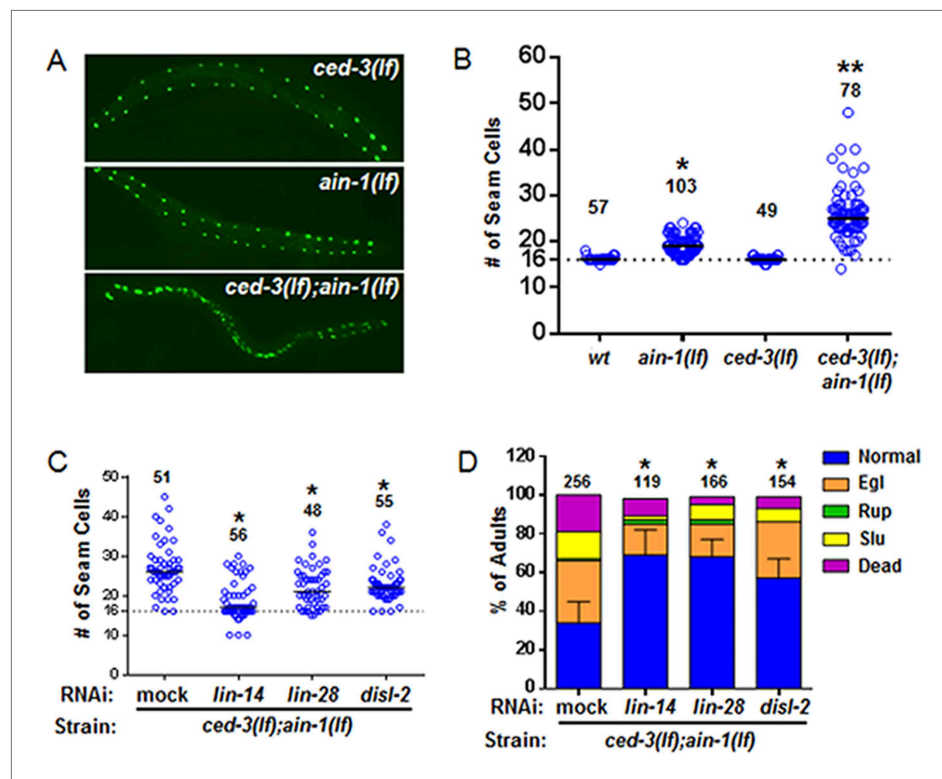 A
ced-3(lf)
ain-1(lf)
ced-3(lf);ain-1(lf)
B
# of Seam Cells
60
50
40
30
20
16
10
0
57
*
103
49
**
78
wt
ain-1(lf)
ced-3(lf)
ced-3(lf);
ain-1(lf)
C
# of Seam Cells
50
40
30
20
16
10
0
51
*
56
*
48
*
55
RNAi: mock lin-14 lin-28 disl-2
Strain: ced-3(lf);ain-1(lf)
D
% of Adults
120
100
80
60
40
20
0
256
*
119
*
166
*
154
Normal
Egl
Rup
Slu
Dead
RNAi: mock lin-14 lin-28 disl-2
Strain: ced-3(lf);ain-1(lf)